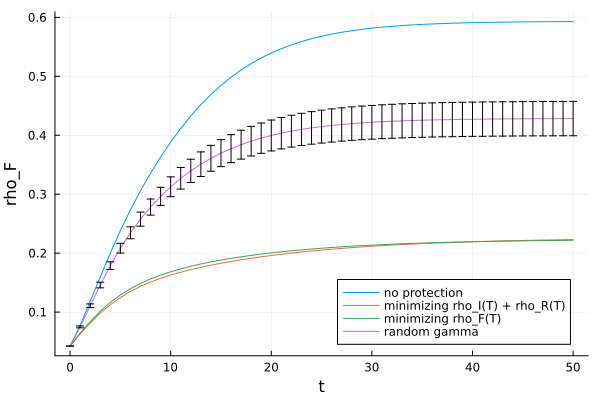 0.6
0.5
0.4
0.3
0.2
0.1
rho_F
0
10
20
30
40
50
t
no protection
minimizing rho_I(T) + rho_R(T)
minimizing rho_F(T)
random gamma